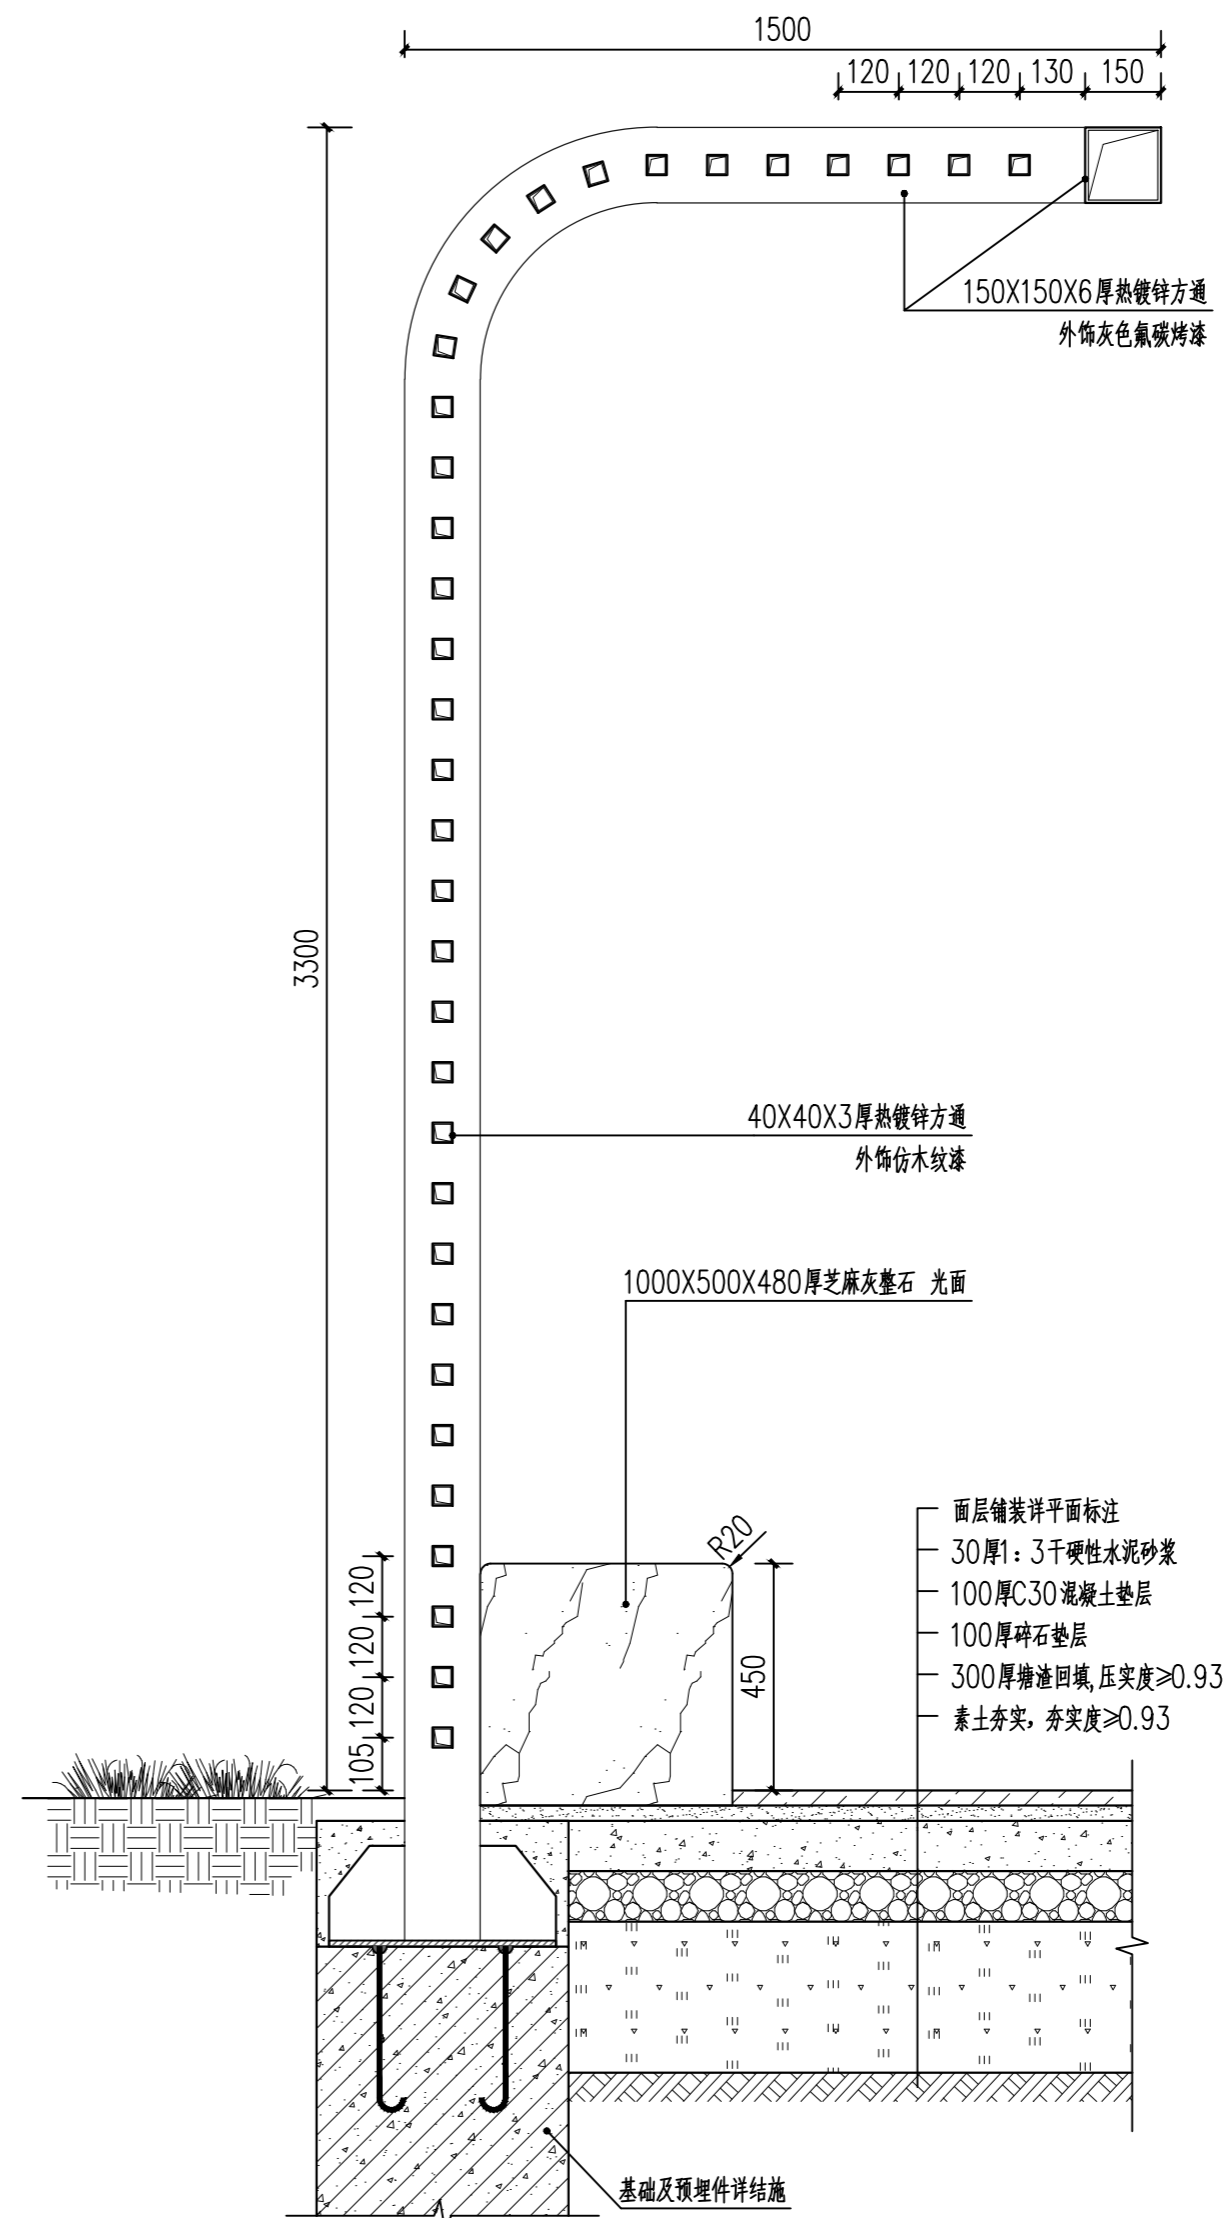 1500
120 120 120 130 150
150X150X6厚热镀锌方通
外饰灰色氟碳烤漆
3300
40X40X3厚热镀锌方通
外饰仿木纹漆
1000X500X480厚芝麻灰整石 光面
R20
450
120
120
120
105
面层铺装详平面标注
30厚1：3干硬性水泥砂浆
100厚C30混凝土垫层
100厚碎石垫层
300厚塘渣回填,压实度≥0.93
素土夯实，夯实度≥0.93
基础及预埋件详结施